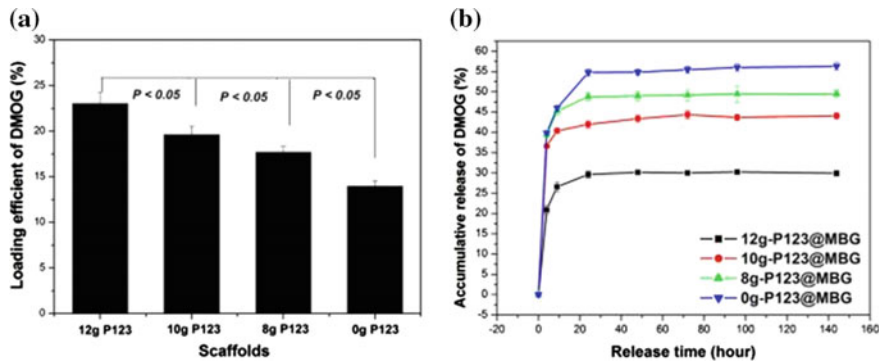 (a)
30
25
20
15
10
5
0
Loading efficient of DMOG (%)
P < 0.05
P < 0.05
P < 0.05
12g P123
10g P123
8g P123
0g P123
Scaffolds
(b)
60
55
50
45
40
35
30
25
20
15
10
5
0
-5
Accumulative release of DMOG (%)
12g-P123@MBG
10g-P123@MBG
8g-P123@MBG
0g-P123@MBG
-20
0
20
40
60
80
100
120
140
160
Release time (hour)